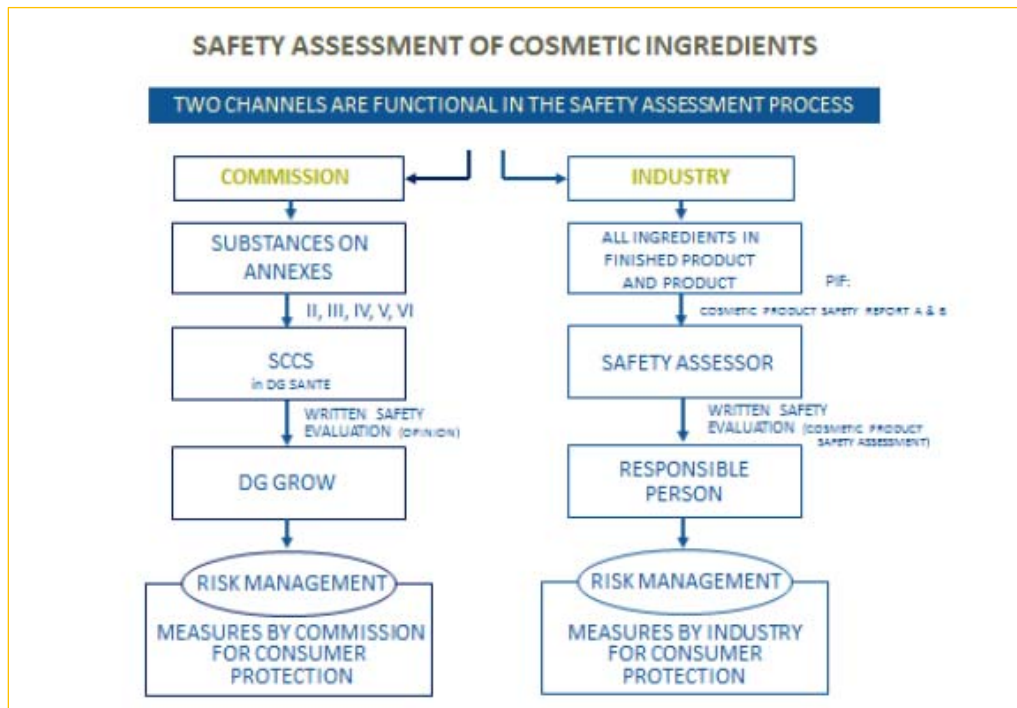 SAFETY ASSESSMENT OF COSMETIC INGREDIENTS
TWO CHANNELS ARE FUNCTIONAL IN THE SAFETY ASSESSMENT PROCESS
COMMISSION
SUBSTANCES ON
ANNEXES
II, III, IV, V, VI
SCCS
in DG SANTE
WRITTEN SAFETY
EVALUATION (OPINION)
DG GROW
RISK MANAGEMENT
MEASURES BY COMMISSION
FOR CONSUMER
PROTECTION
INDUSTRY
ALL INGREDIENTS IN
FINISHED PRODUCT
AND PRODUCT
PIF:
COSMETIC PRODUCT SAFETY REPORT A & B
SAFETY ASSESSOR
WRITTEN SAFETY
EVALUATION (COSMETIC PRODUCT
SAFETY ASSESSMENT)
RESPONSIBLE
PERSON
RISK MANAGEMENT
MEASURES BY INDUSTRY
FOR CONSUMER
PROTECTION